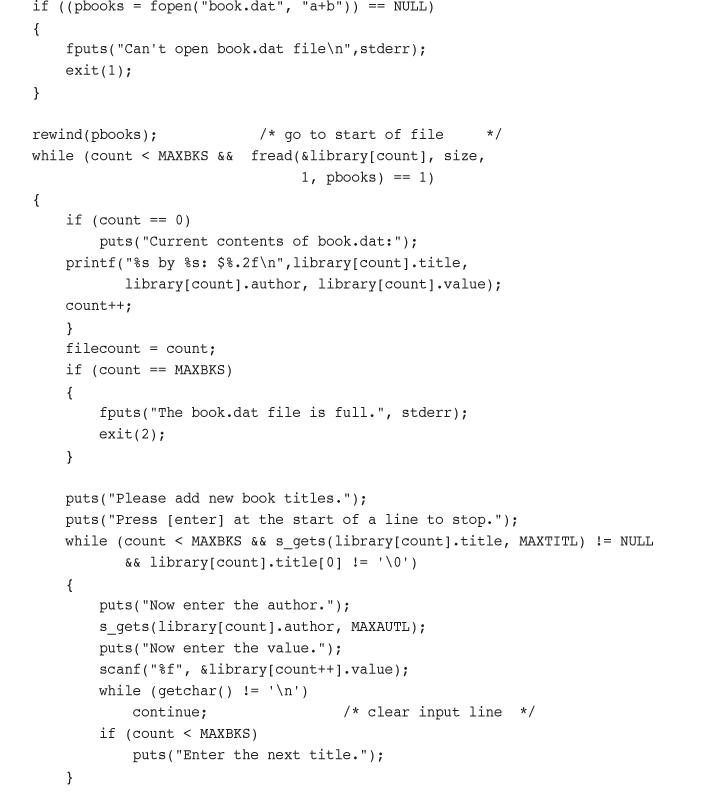 if ((pbooks = fopen("book.dat", "a+b")) == NULL)
{
    fputs("Can't open book.dat file\n",stderr);
    exit(1);
}

rewind(pbooks);            /* go to start of file     */
while (count < MAXBKS &&  fread(&library[count], size,
                                1, pbooks) == 1)
{
    if (count == 0)
        puts("Current contents of book.dat:");
    printf("%s by %s: $%.2f\n",library[count].title,
           library[count].author, library[count].value);
    count++;
    }
    filecount = count;
    if (count == MAXBKS)
    {
        fputs("The book.dat file is full.", stderr);
        exit(2);
    }

    puts("Please add new book titles.");
    puts("Press [enter] at the start of a line to stop.");
    while (count < MAXBKS && s_gets(library[count].title, MAXTITL) != NULL
           && library[count].title[0] != '\0')
    {
        puts("Now enter the author.");
        s_gets(library[count].author, MAXAUTL);
        puts("Now enter the value.");
        scanf("%f", &library[count++].value);
        while (getchar() != '\n')
            continue;                /* clear input line  */
        if (count < MAXBKS)
            puts("Enter the next title.");
    }